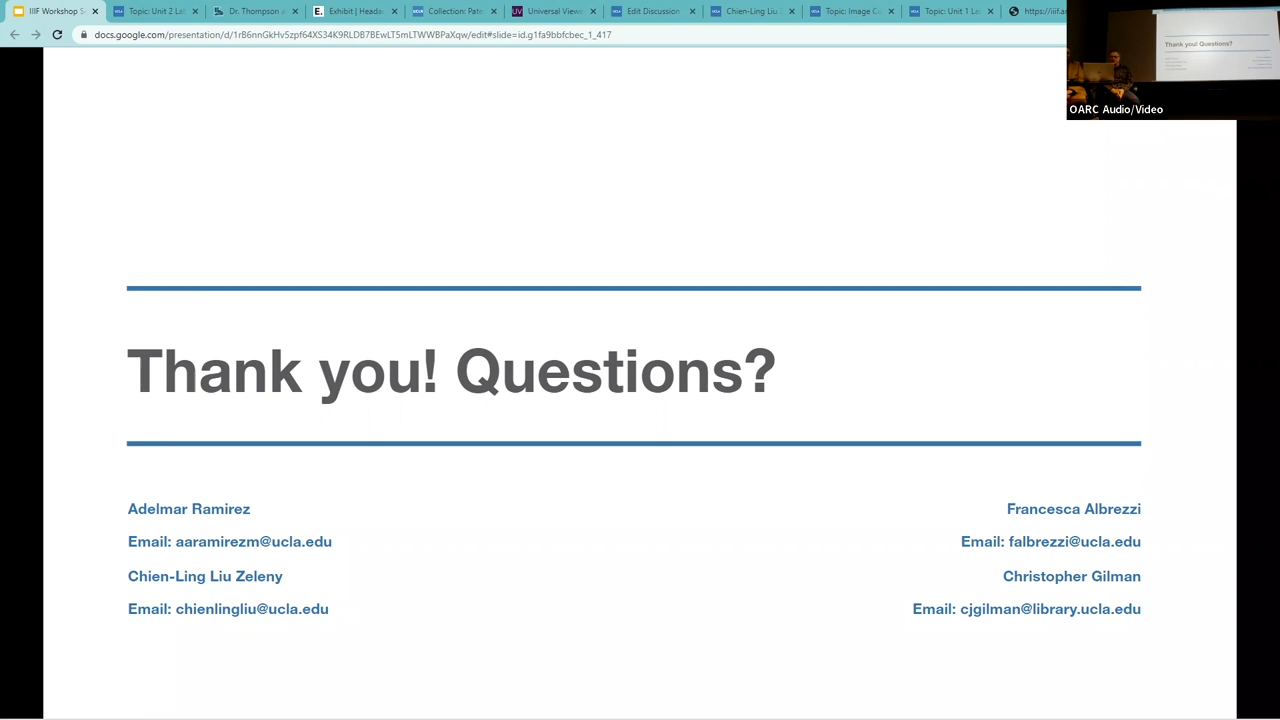 IIIF Workshop S
Topic: Unit 2 La
Dr. Thompson a
Exhibit | Heada
Collection: Pate
Universal Viewe
Edit Discussion
Chien-Ling Liu Z
Topic: Image Co
Topic: Unit 1 La
https://iiif.ar
docs.google.com/presentation/d/1rB6nnGkHv5zpf64XS34K9RLDB7BEwLT5mLTWWBPaXqw/edit#slide=id.g1fa9bbfcbec_1_417
Thank you! Questions?
OARC Audio/Video
Thank you! Questions?
Adelmar Ramirez
Email: aaramirezm@ucla.edu
Chien-Ling Liu Zeleny
Email: chienlingliu@ucla.edu
Francesca Albrezzi
Email: falbrezzi@ucla.edu
Christopher Gilman
Email: cjgilman@library.ucla.edu